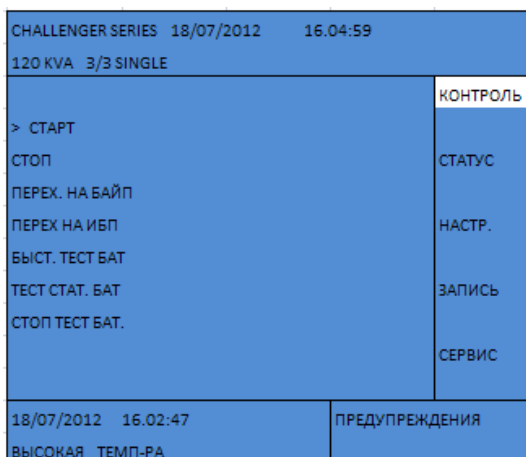 CHALLENGER SERIES 18/07/2012 16.04:59
120 KVA 3/3 SINGLE
КОНТРОЛЬ
> СТАРТ
СТОП
СТАТУС
ПЕРЕХ. НА БАЙП
ПЕРЕХ НА ИБП
НАСТР.
БЫСТ. ТЕСТ БАТ
ТЕСТ СТАТ. БАТ
ЗАПИСЬ
СТОП ТЕСТ БАТ.
СЕРВИС
18/07/2012 16.02:47
ПРЕДУПРЕЖДЕНИЯ
ВЫСОКАЯ ТЕМП-РА